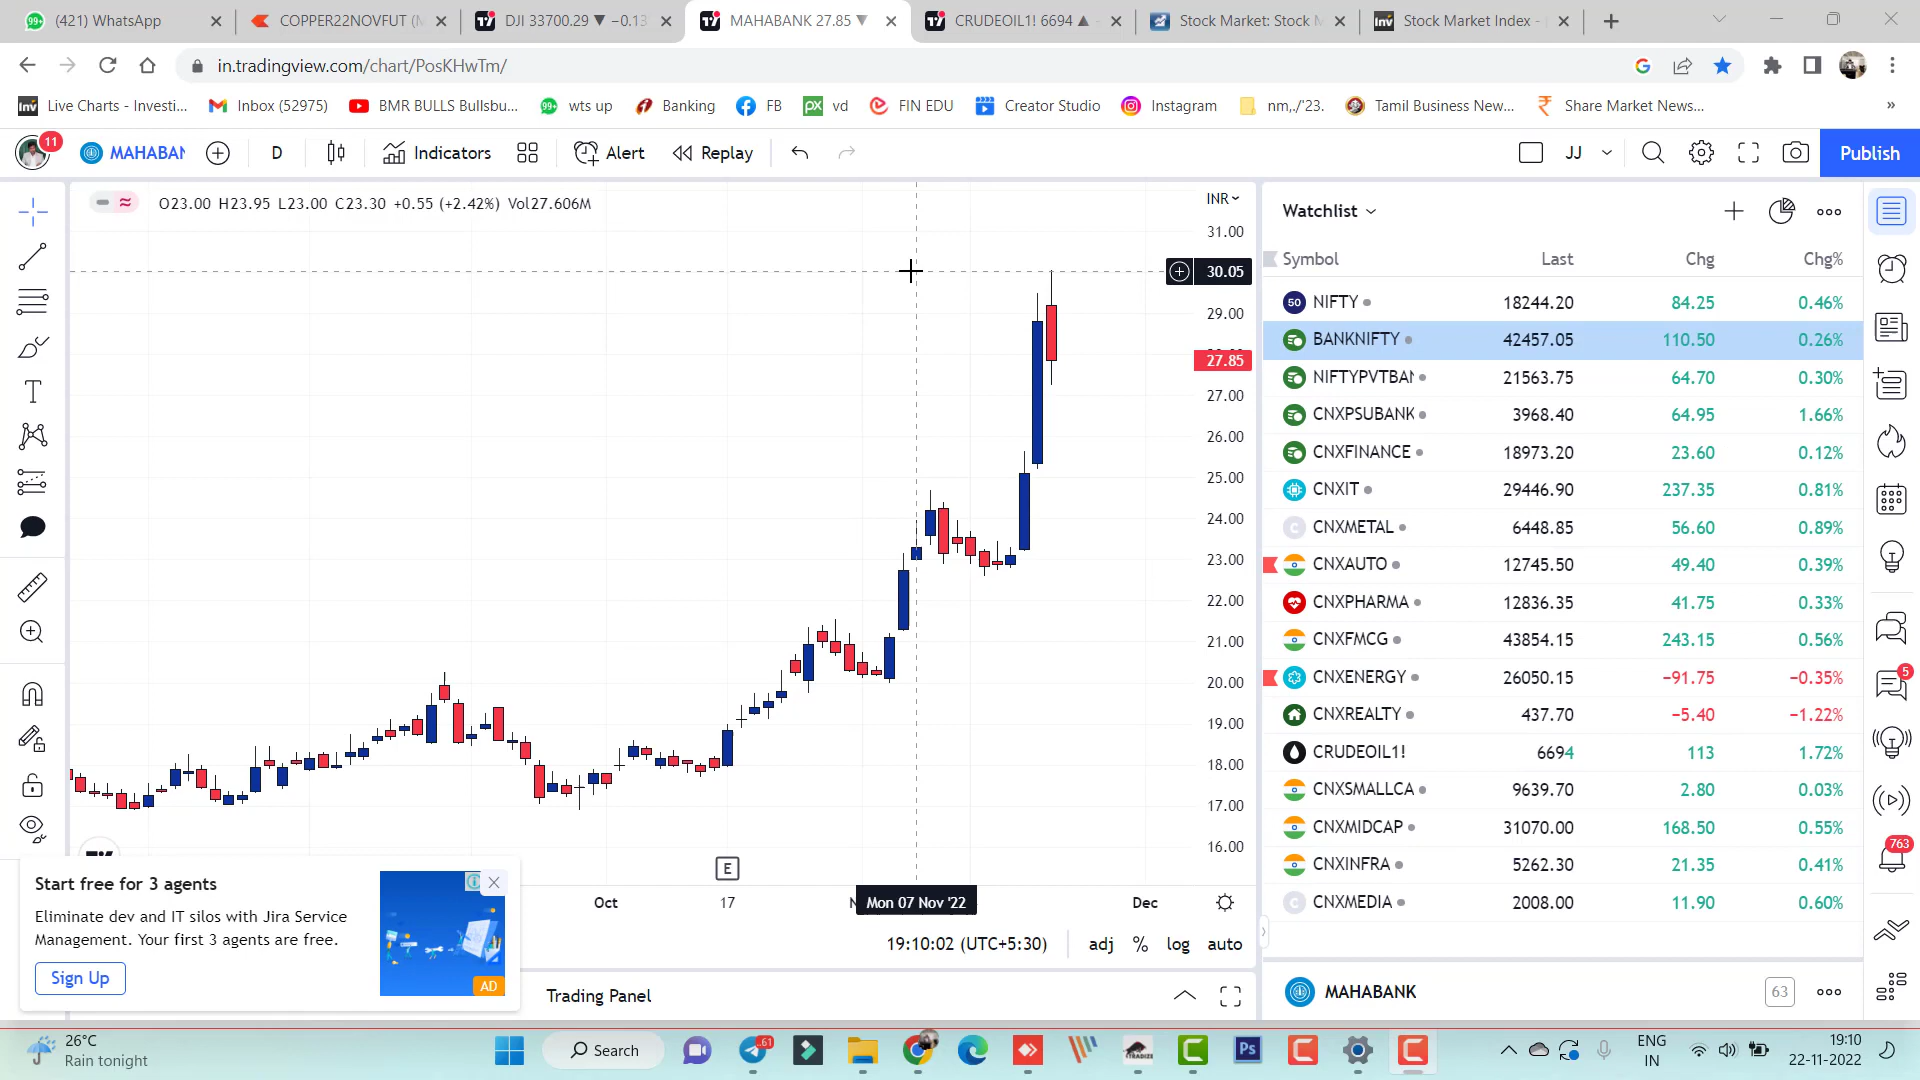 (421) WhatsApp
COPPER22NOVFUT (M
DJI 33700.29 ▼ −0.13
MAHABANK 27.85 ▼
CRUDEOIL1! 6694 ▲
Stock Market: Stock M
Stock Market Index -
in.tradingview.com/chart/PosKHwTm/
Live Charts - Investi...
Inbox (52975)
BMR BULLS Bullsbu...
wts up
Banking
FB
vd
FIN EDU
Creator Studio
Instagram
nm,./'23.
Tamil Business New...
Share Market News...
11
MAHABAN
D
Indicators
Alert
Replay
JJ
Publish
O23.00 H23.95 L23.00 C23.30 +0.55 (+2.42%) Vol27.606M
INR
31.00
30.05
29.00
27.85
27.00
26.00
25.00
24.00
23.00
22.00
21.00
20.00
19.00
18.00
17.00
16.00
E
Oct
17
Mon 07 Nov '22
Dec
19:10:02 (UTC+5:30)
adj % log auto
Trading Panel
Start free for 3 agents
Eliminate dev and IT silos with Jira Service
Management. Your first 3 agents are free.
Sign Up
AD
Watchlist
Symbol Last Chg Chg%
50 NIFTY 18244.20 84.25 0.46%
BANKNIFTY 42457.05 110.50 0.26%
NIFTYPVTBAN 21563.75 64.70 0.30%
CNXPSUBANK 3968.40 64.95 1.66%
CNXFINANCE 18973.20 23.60 0.12%
CNXIT 29446.90 237.35 0.81%
C CNXMETAL 6448.85 56.60 0.89%
CNXAUTO 12745.50 49.40 0.39%
CNXPHARMA 12836.35 41.75 0.33%
CNXFMCG 43854.15 243.15 0.56%
CNXENERGY 26050.15 −91.75 −0.35%
CNXREALTY 437.70 −5.40 −1.22%
CRUDEOIL1! 6694 113 1.72%
CNXSMALLCA 9639.70 2.80 0.03%
CNXMIDCAP 31070.00 168.50 0.55%
CNXINFRA 5262.30 21.35 0.41%
C CNXMEDIA 2008.00 11.90 0.60%
MAHABANK
63
5
763
26°C
Rain tonight
Search
61
Ps
ENG
IN
19:10
22-11-2022